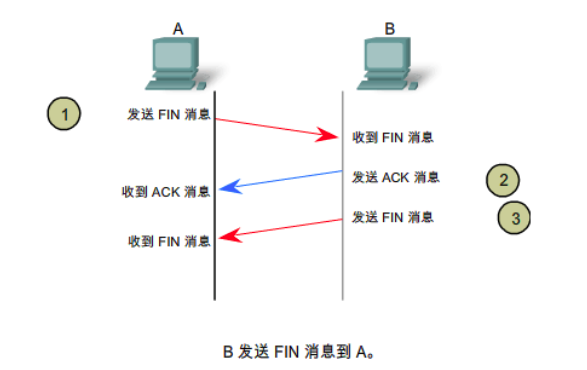 A
B
1
发送 FIN 消息
收到 FIN 消息
发送 ACK 消息
2
收到 ACK 消息
发送 FIN 消息
3
收到 FIN 消息
B 发送 FIN 消息到 A。